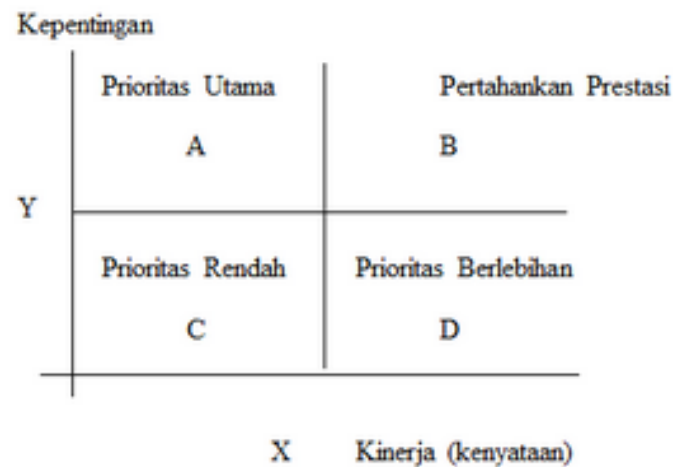 Kepentingan
Prioritas Utama Pertahankan Prestasi
A B
Y
Prioritas Rendah Prioritas Berlebihan
C D
X Kinerja (kenyataan)